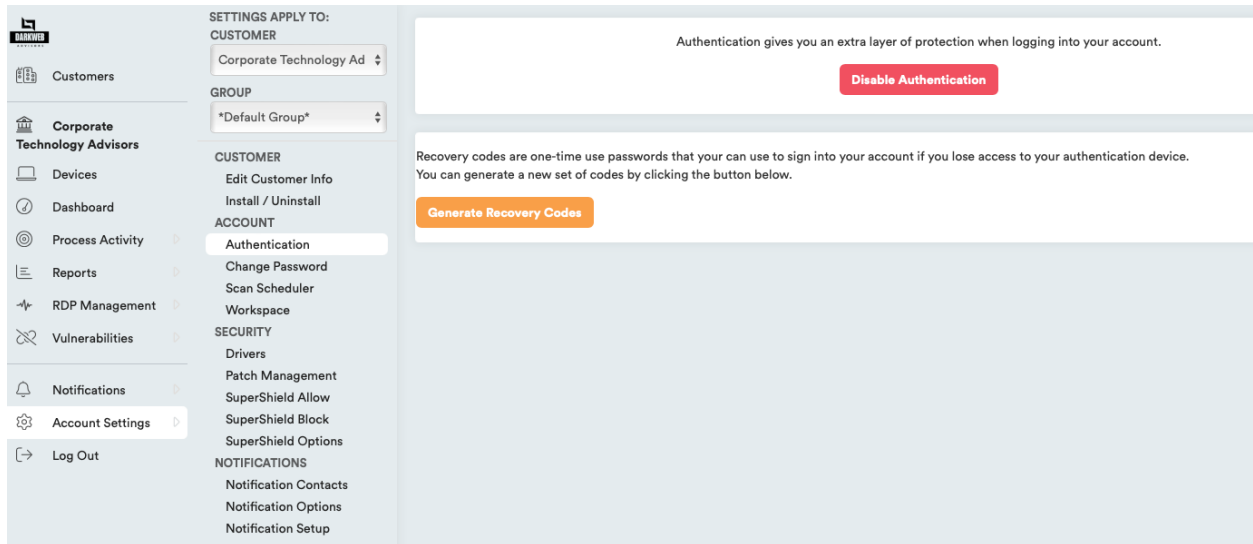 DARKWEB
Customers
Corporate
Technology Advisors
Devices
Dashboard
Process Activity
Reports
RDP Management
Vulnerabilities
Notifications
Account Settings
Log Out
SETTINGS APPLY TO:
CUSTOMER
Corporate Technology Ad
GROUP
*Default Group*
CUSTOMER
Edit Customer Info
Install / Uninstall
ACCOUNT
Authentication
Change Password
Scan Scheduler
Workspace
SECURITY
Drivers
Patch Management
SuperShield Allow
SuperShield Block
SuperShield Options
NOTIFICATIONS
Notification Contacts
Notification Options
Notification Setup
Authentication gives you an extra layer of protection when logging into your account.
Disable Authentication
Recovery codes are one-time use passwords that your can use to sign into your account if you lose access to your authentication device.
You can generate a new set of codes by clicking the button below.
Generate Recovery Codes